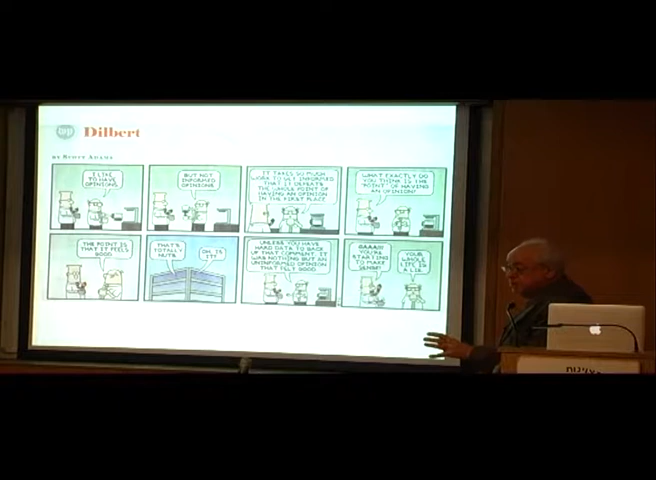 Dilbert
BY SCOTT ADAMS
I LIKE
TO HAVE
OPINIONS.
BUT NOT
INFORMED
OPINIONS.
IT TAKES SO MUCH
WORK TO GET INFORMED
THAT IT DEFEATS
THE WHOLE POINT OF
HAVING AN OPINION
IN THE FIRST PLACE
WHAT EXACTLY DO
YOU THINK IS THE
"POINT" OF HAVING
AN OPINION?
THE POINT IS
THAT IT FEELS
GOOD.
THAT'S
TOTALLY
NUTS.
OH, IS
IT?
UNLESS YOU HAVE
HARD DATA TO BACK
UP THAT COMMENT, IT
WAS NOTHING BUT AN
UNINFORMED OPINION
THAT FELT GOOD.
GAAAA!
YOU'RE
STARTING
TO MAKE
SENSE!
YOUR
WHOLE
LIFE IS
A LIE.